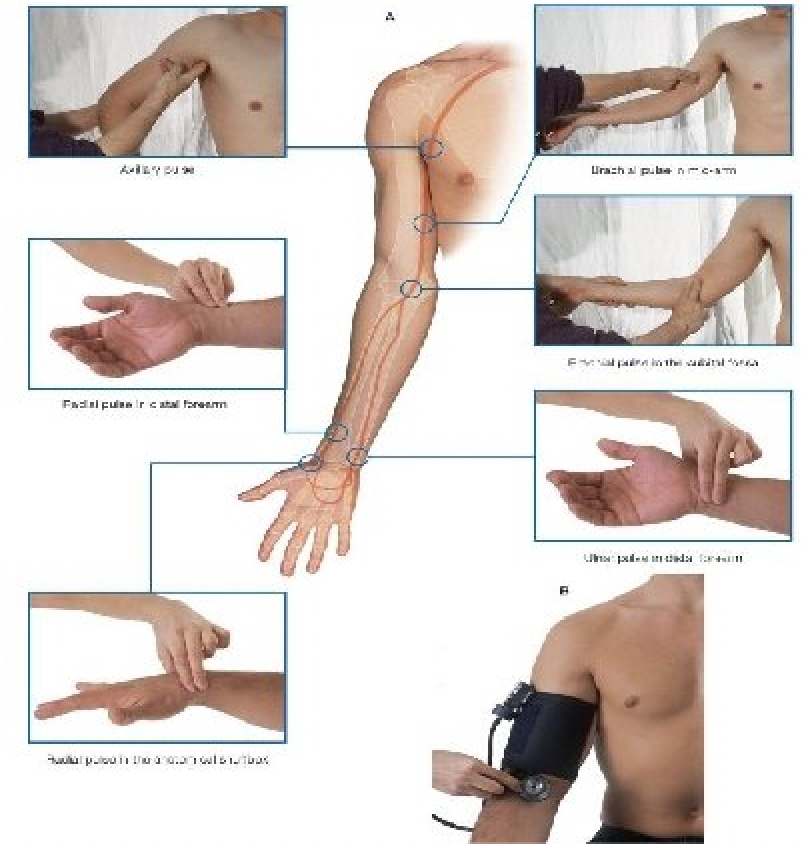 A
Axillary pulse
Brachial pulse in mid-arm
Radial pulse in distal forearm
Brachial pulse in the cubital fossa
Ulnar pulse in distal forearm
B
Radial pulse in the anatomical snuffbox